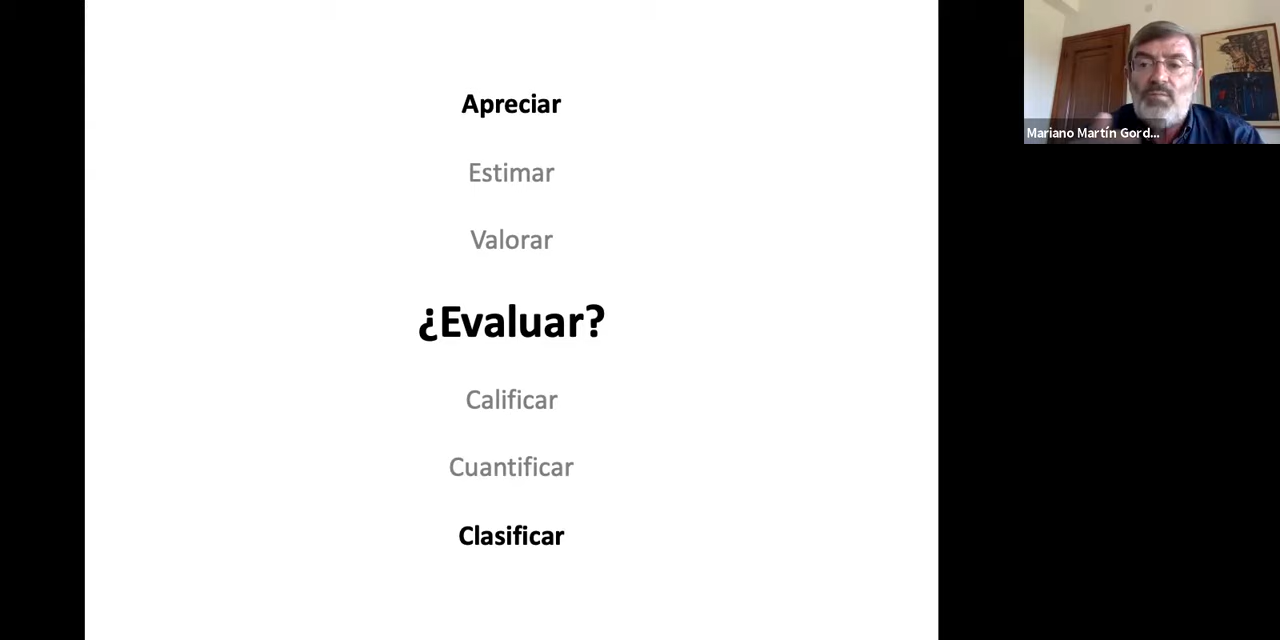 Apreciar
Estimar
Valorar
¿Evaluar?
Calificar
Cuantificar
Clasificar
Mariano Martín Gord...